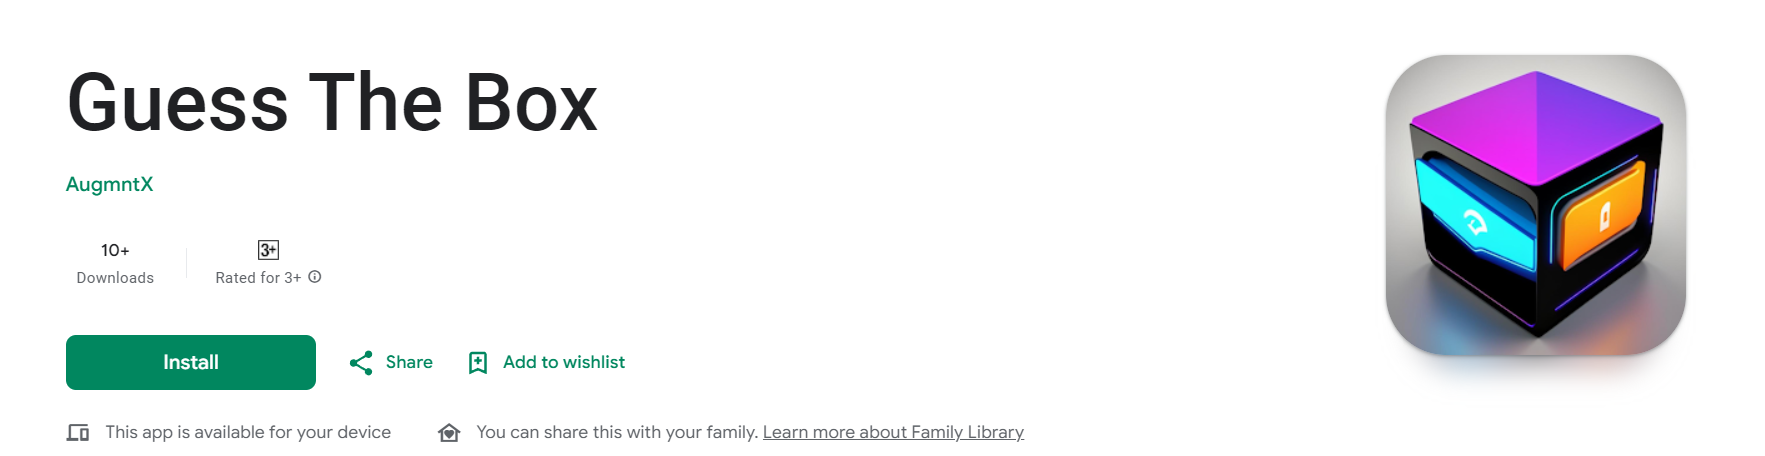 Guess The Box
AugmntX
10+
Downloads
3+
Rated for 3+
Install
Share
Add to wishlist
This app is available for your device
You can share this with your family. Learn more about Family Library